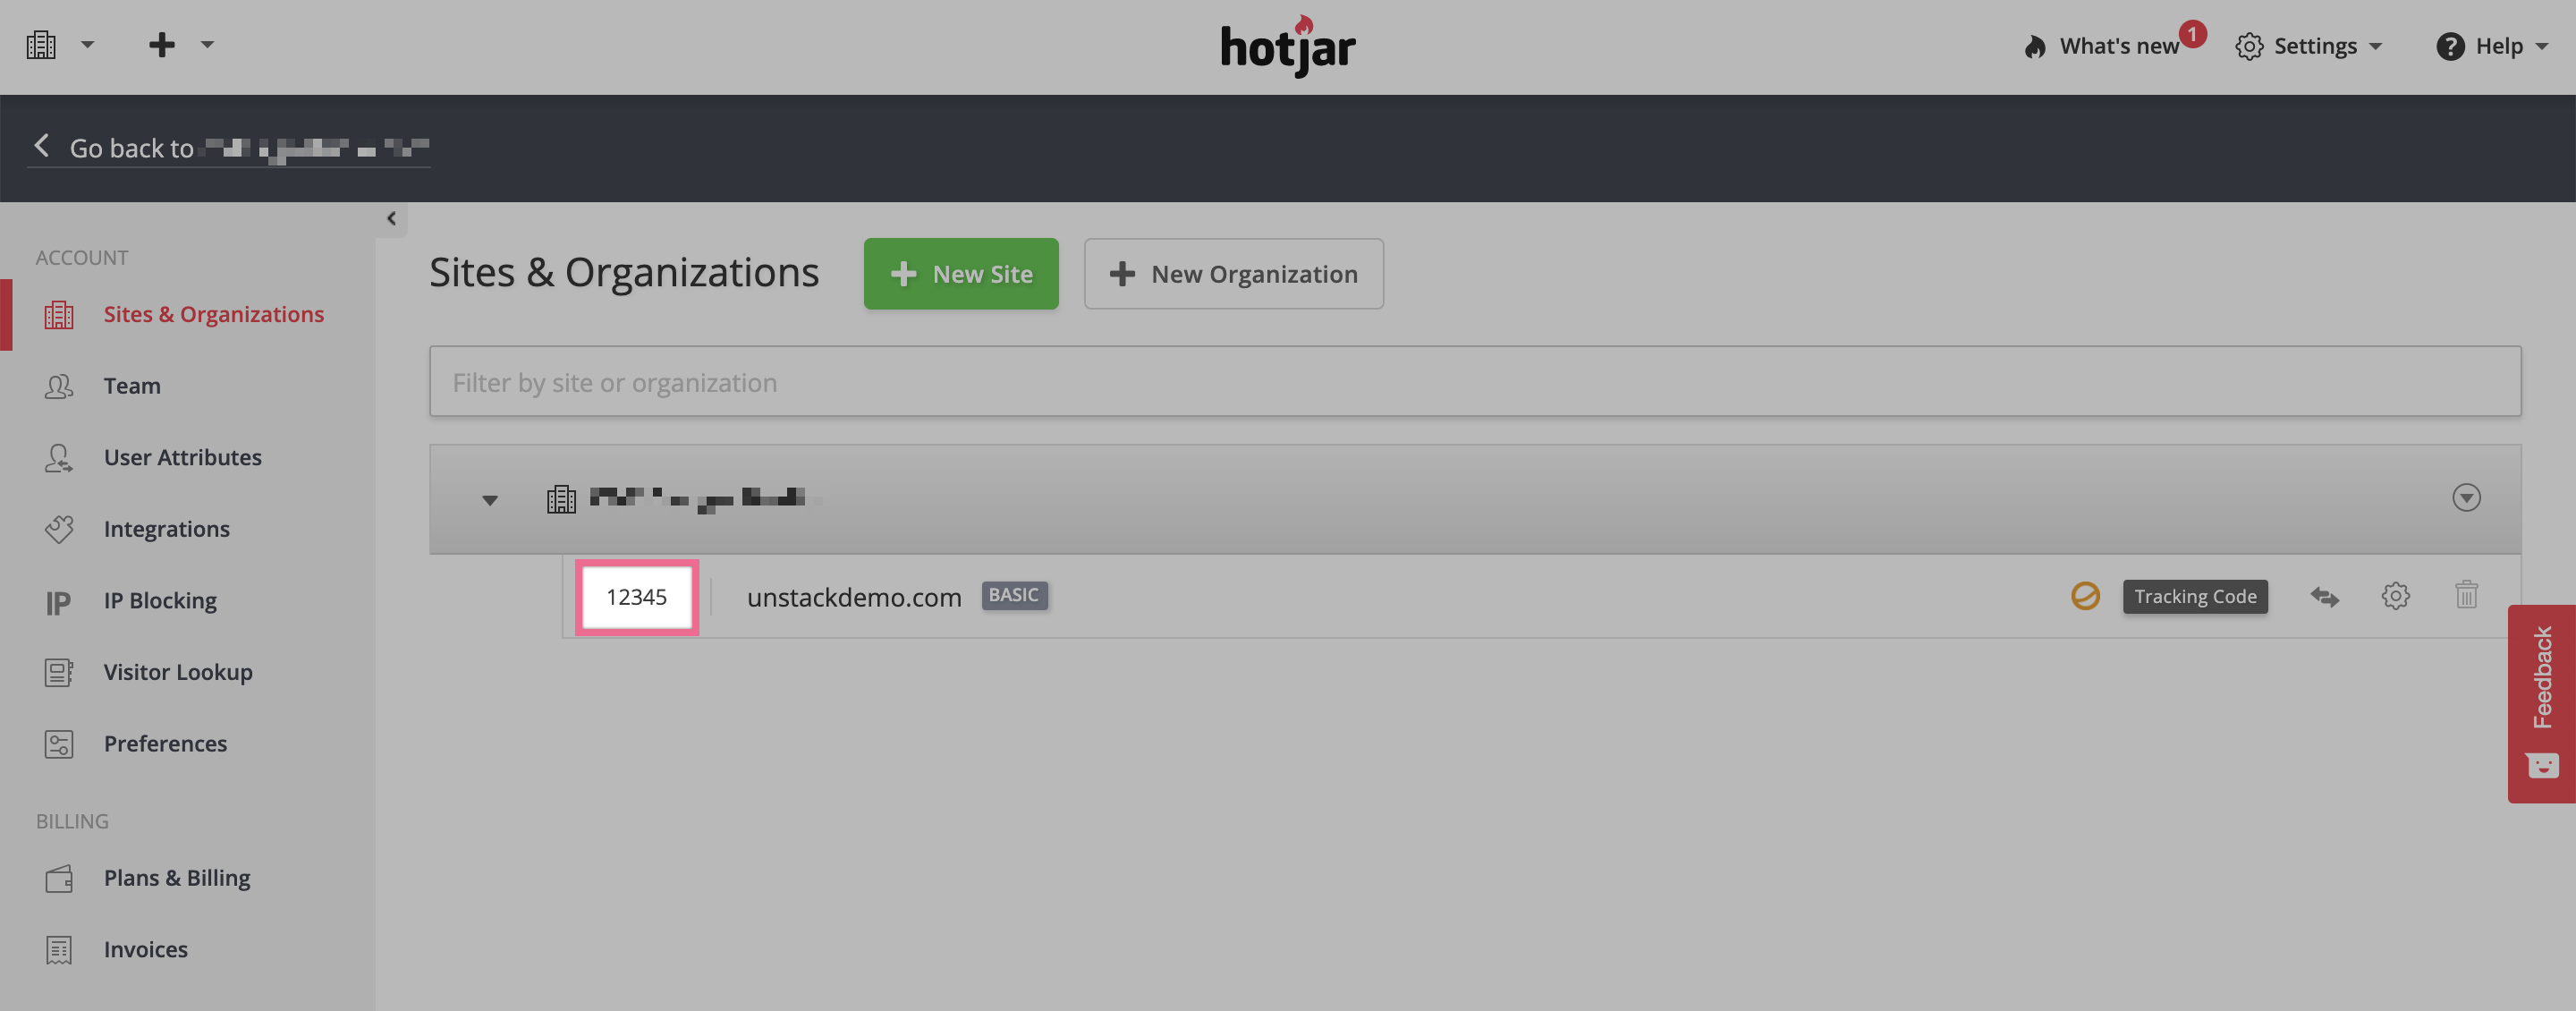 hotjar
What's new
1
Settings
Help
Go back to
ACCOUNT
Sites & Organizations
Team
User Attributes
Integrations
IP IP Blocking
Visitor Lookup
Preferences
BILLING
Plans & Billing
Invoices
Sites & Organizations
New Site
New Organization
Filter by site or organization
12345
unstackdemo.com
BASIC
Tracking Code
Feedback